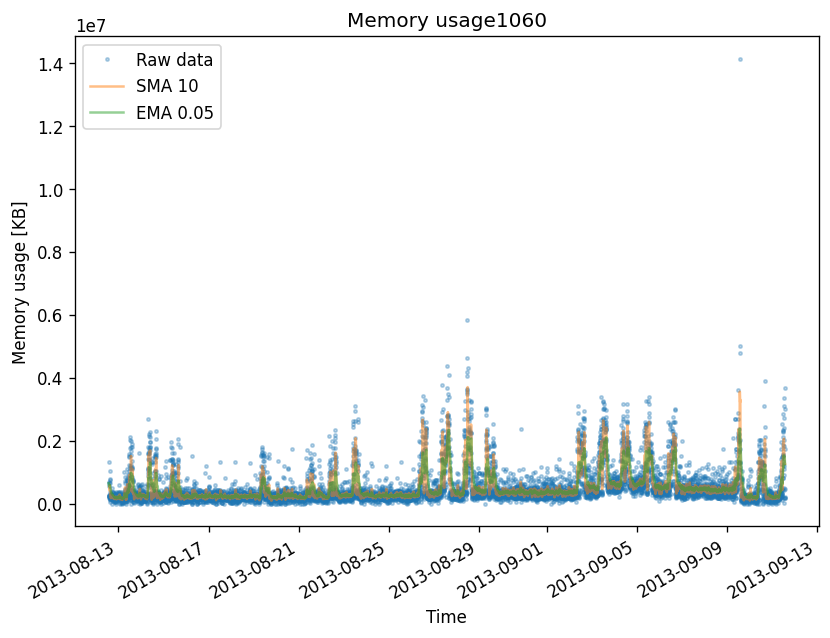 Memory usage1060
1e7
Raw data
SMA 10
EMA 0.05
1.4
1.2
1.0
0.8
0.6
0.4
0.2
0.0
Memory usage [KB]
2013-08-13
2013-08-17
2013-08-21
2013-08-25
2013-08-29
2013-09-01
2013-09-05
2013-09-09
2013-09-13
Time